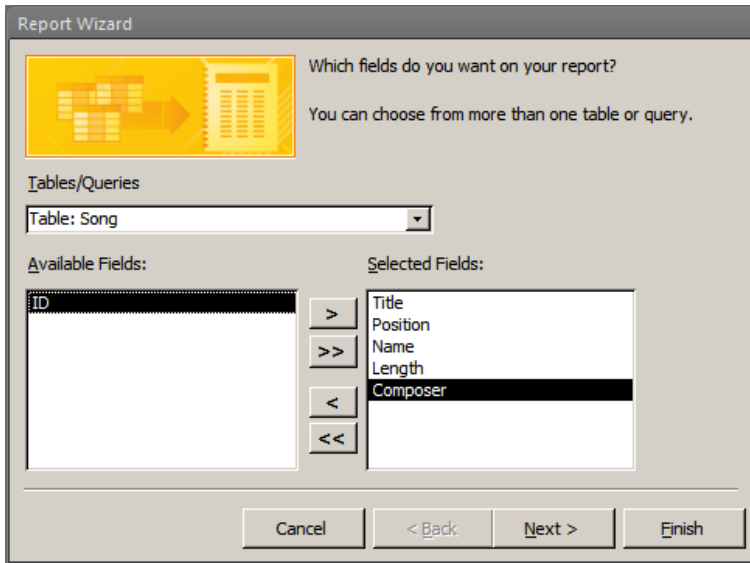 Report Wizard
Which fields do you want on your report?
You can choose from more than one table or query.
Tables/Queries
Table: Song
Available Fields:
Selected Fields:
ID
>
>>
<
<<
Title
Position
Name
Length
Composer
Cancel
< Back
Next >
Finish